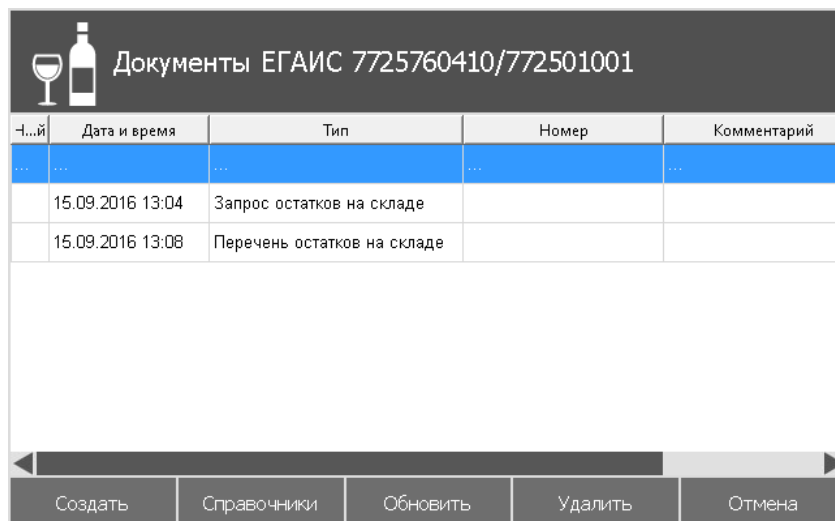 Документы ЕГАИС 7725760410/772501001
Н...й Дата и время Тип Номер Комментарий
... ... ... ... ...
15.09.2016 13:04 Запрос остатков на складе
15.09.2016 13:08 Перечень остатков на складе
Создать Справочники Обновить Удалить Отмена